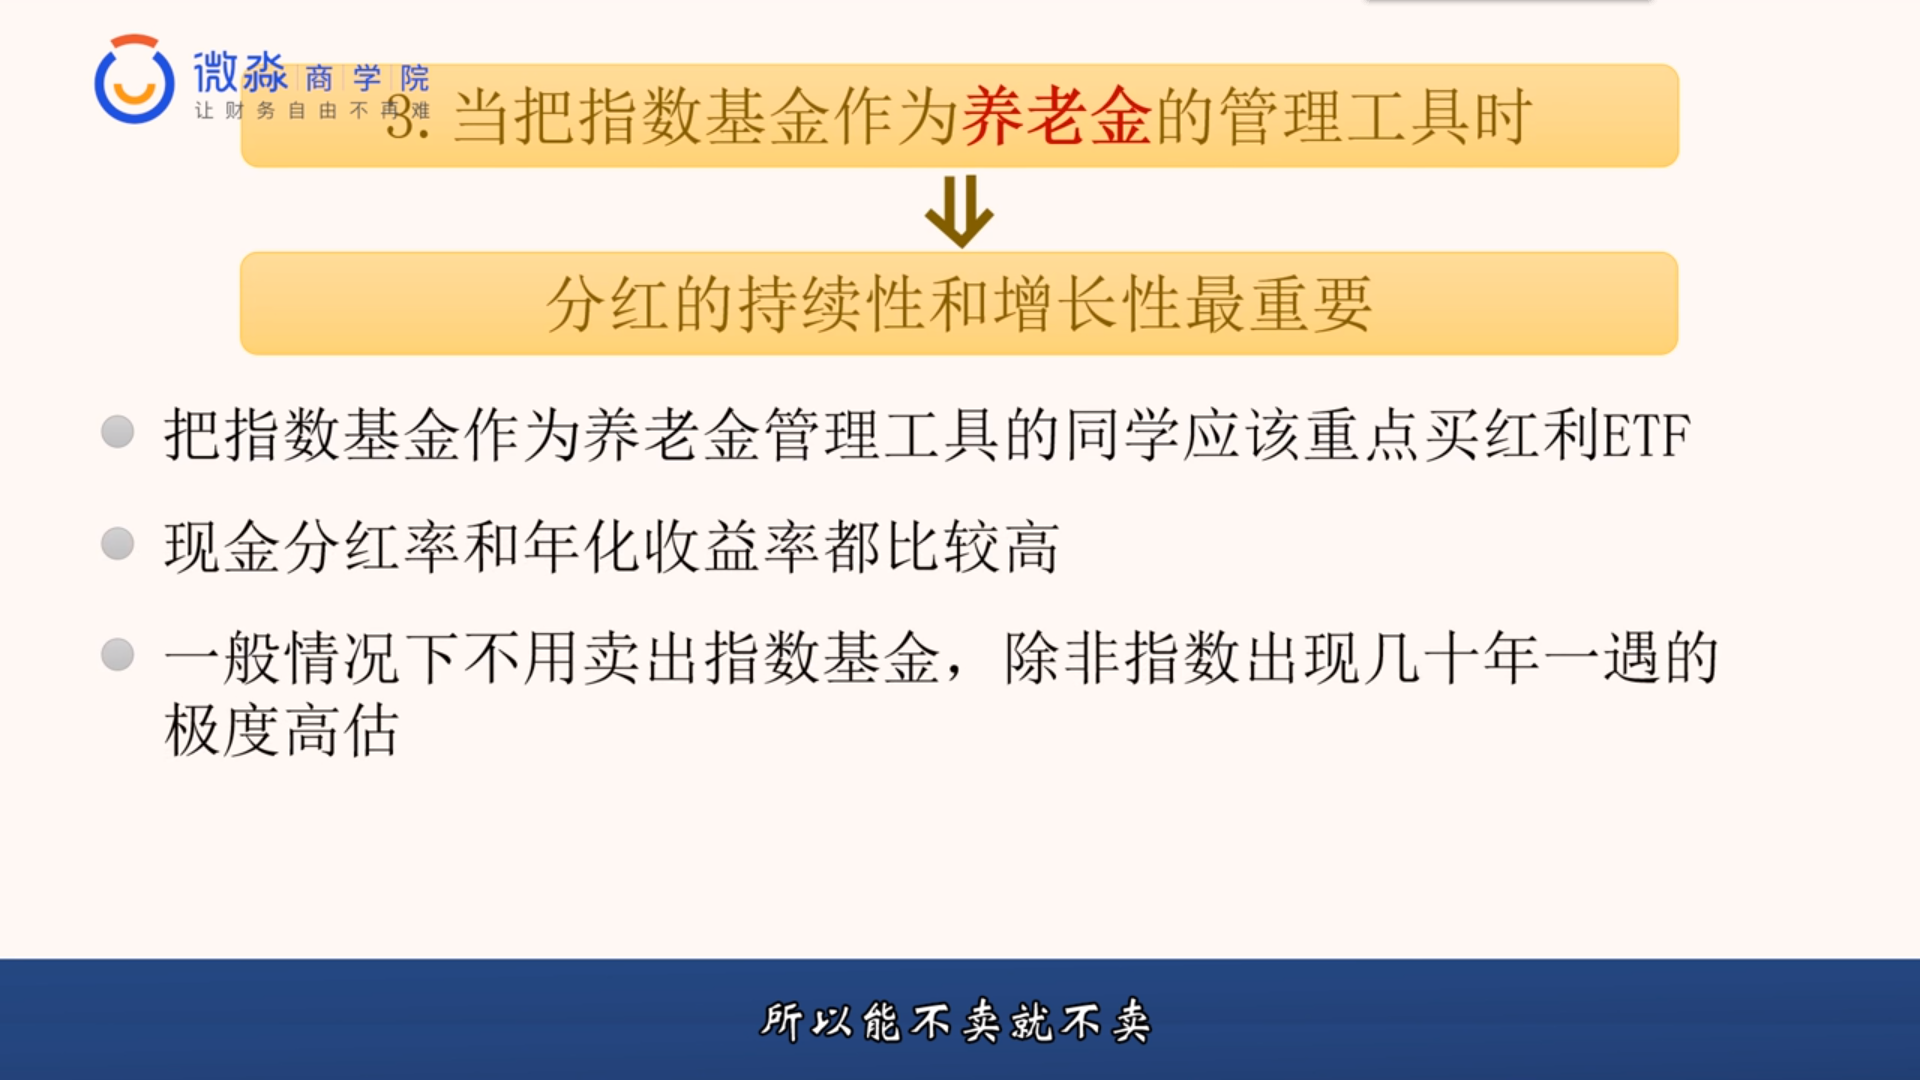 微淼商学院
让财务自由不再难
3. 当把指数基金作为养老金的管理工具时
分红的持续性和增长性最重要
把指数基金作为养老金管理工具的同学应该重点买红利ETF
现金分红率和年化收益率都比较高
一般情况下不用卖出指数基金，除非指数出现几十年一遇的
极度高估
所以能不卖就不卖